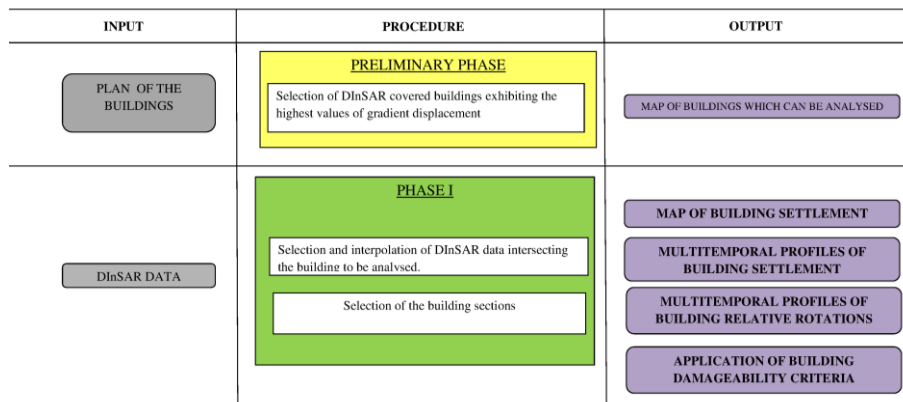 INPUT
PROCEDURE
OUTPUT
PLAN OF THE
BUILDINGS
PRELIMINARY PHASE
Selection of DInSAR covered buildings exhibiting the
highest values of gradient displacement
MAP OF BUILDINGS WHICH CAN BE ANALYSED
DInSAR DATA
PHASE I
Selection and interpolation of DInSAR data intersecting
the building to be analysed.
Selection of the building sections
MAP OF BUILDING SETTLEMENT
MULTITEMPORAL PROFILES OF
BUILDING SETTLEMENT
MULTITEMPORAL PROFILES OF
BUILDING RELATIVE ROTATIONS
APPLICATION OF BUILDING
DAMAGEABILITY CRITERIA